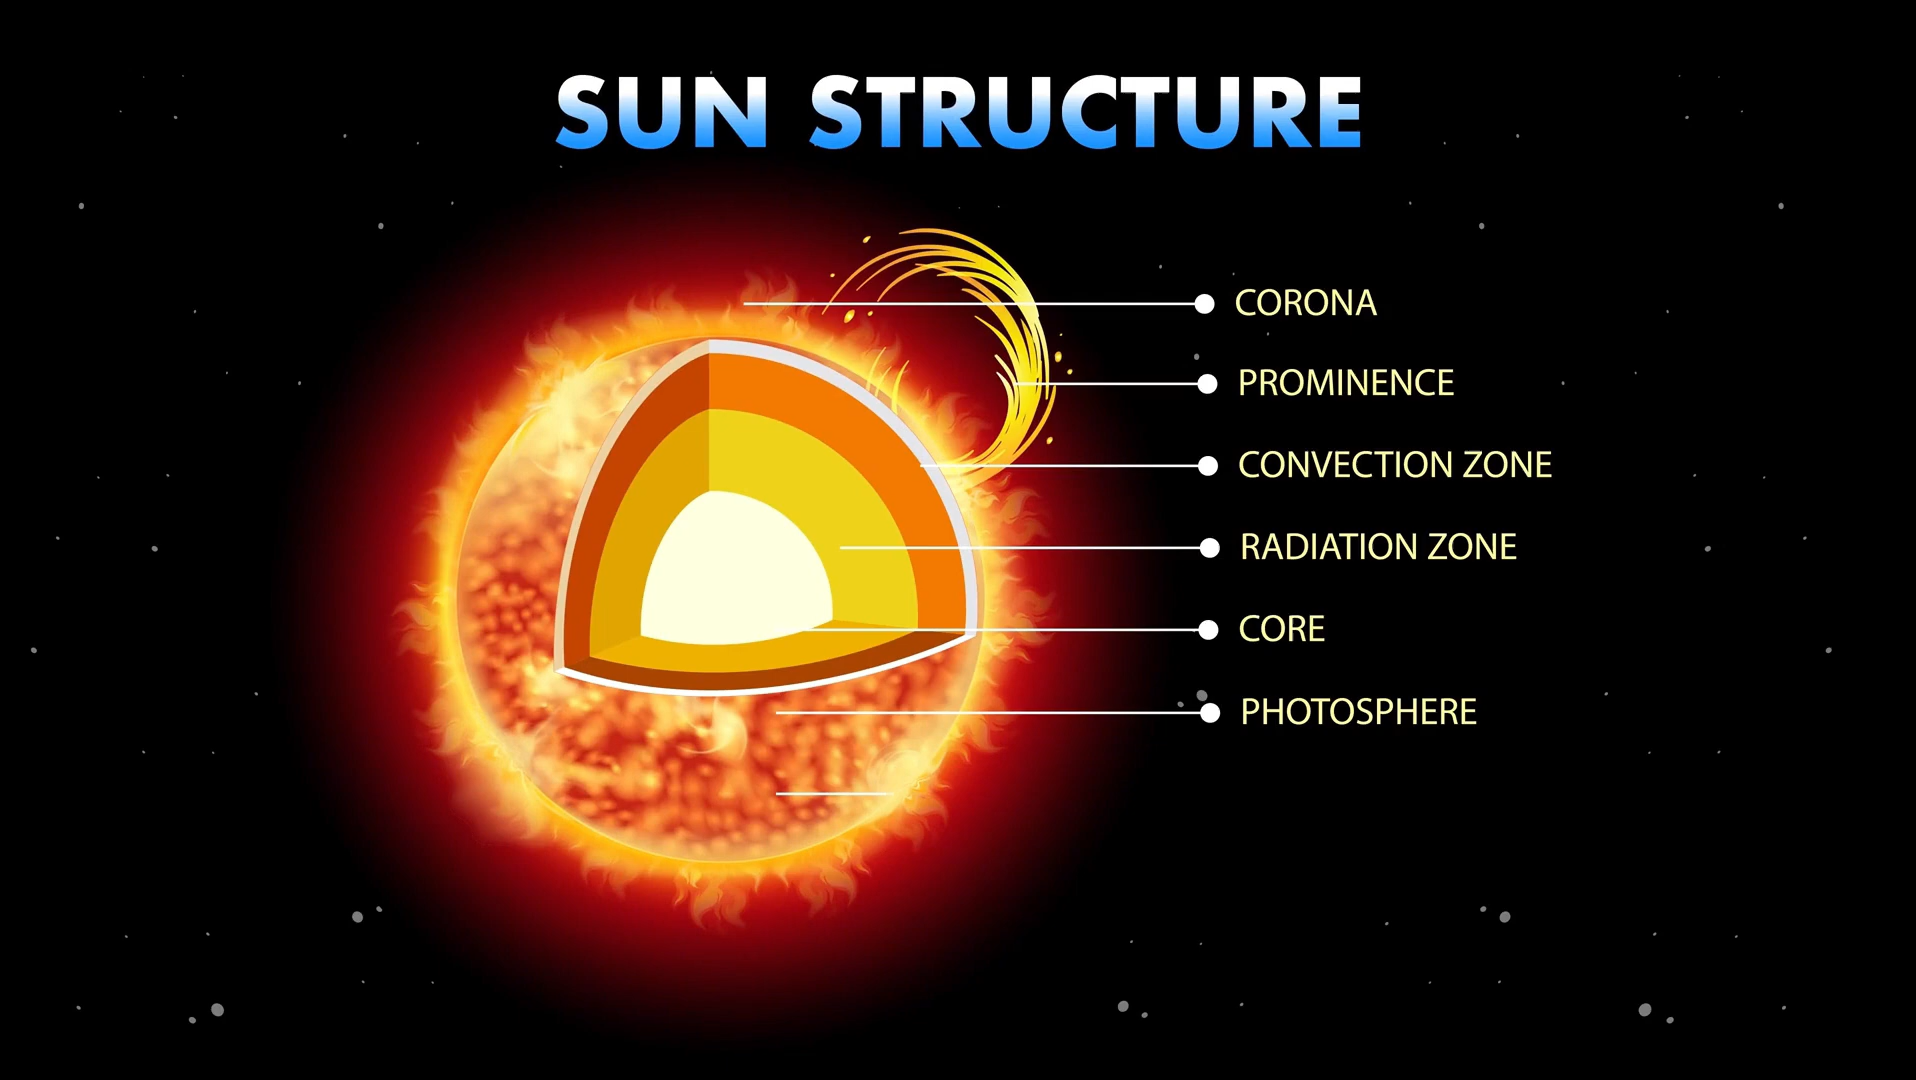 SUN STRUCTURE
CORONA
PROMINENCE
CONVECTION ZONE
RADIATION ZONE
CORE
PHOTOSPHERE